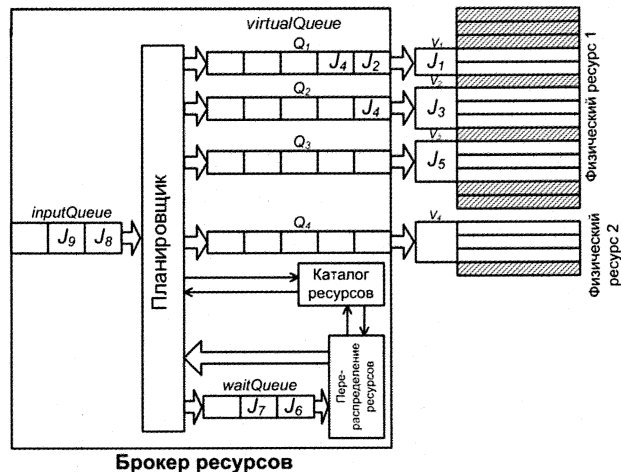 virtualQueue
Q1
J4 J2
V1
J1
Физический ресурс 1
Q2
J4
V2
J3
Q3
V3
J5
inputQueue
J9 J8
Планировщик
Q4
V4
Физический
ресурс 2
Каталог
ресурсов
Пере-
распределение
ресурсов
waitQueue
J7 J6
Брокер ресурсов